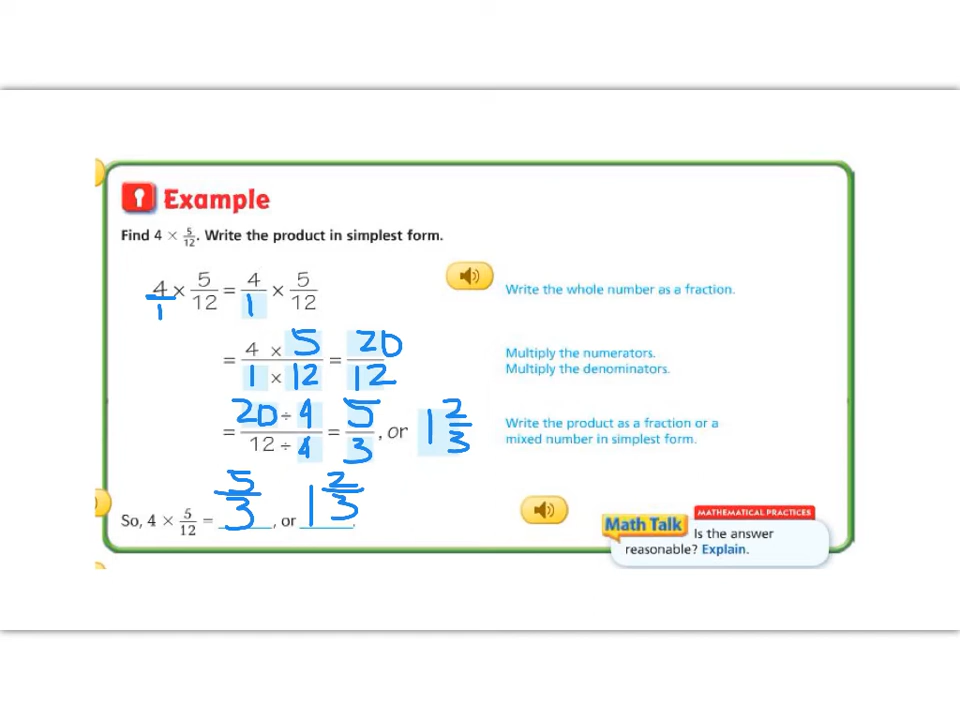 Example
Find 4 × 5/12. Write the product in simplest form.
4/1 × 5/12 = 4/1 × 5/12
Write the whole number as a fraction.
= 4 × 5 / 1 × 12 = 20/12
Multiply the numerators.
Multiply the denominators.
= 20 ÷ 4 / 12 ÷ 4 = 5/3, or 1 2/3
Write the product as a fraction or a
mixed number in simplest form.
So, 4 × 5/12 = 5/3, or 1 2/3.
Math Talk
MATHEMATICAL PRACTICES
Is the answer
reasonable? Explain.